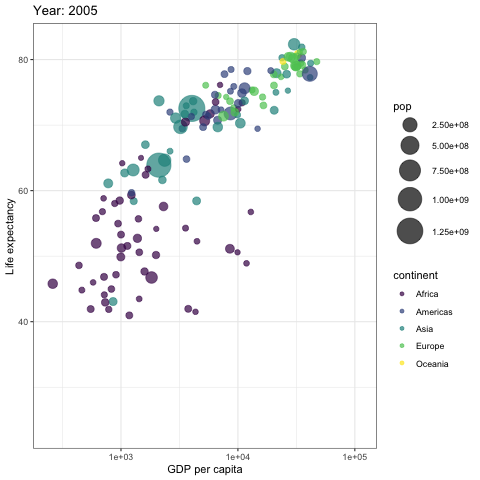 Year: 2005
80
60
40
Life expectancy
1e+03
1e+04
1e+05
GDP per capita
pop
2.50e+08
5.00e+08
7.50e+08
1.00e+09
1.25e+09
continent
Africa
Americas
Asia
Europe
Oceania